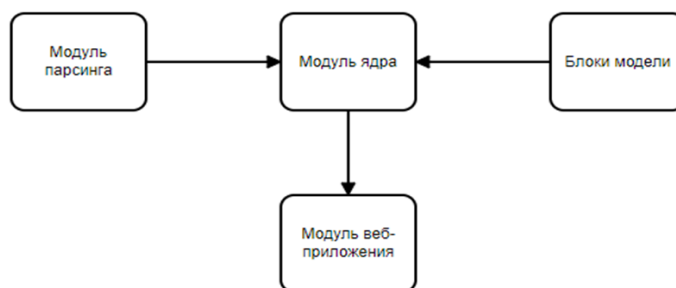 Модуль
парсинга
Модуль ядра
Блоки модели
Модуль веб-
приложения